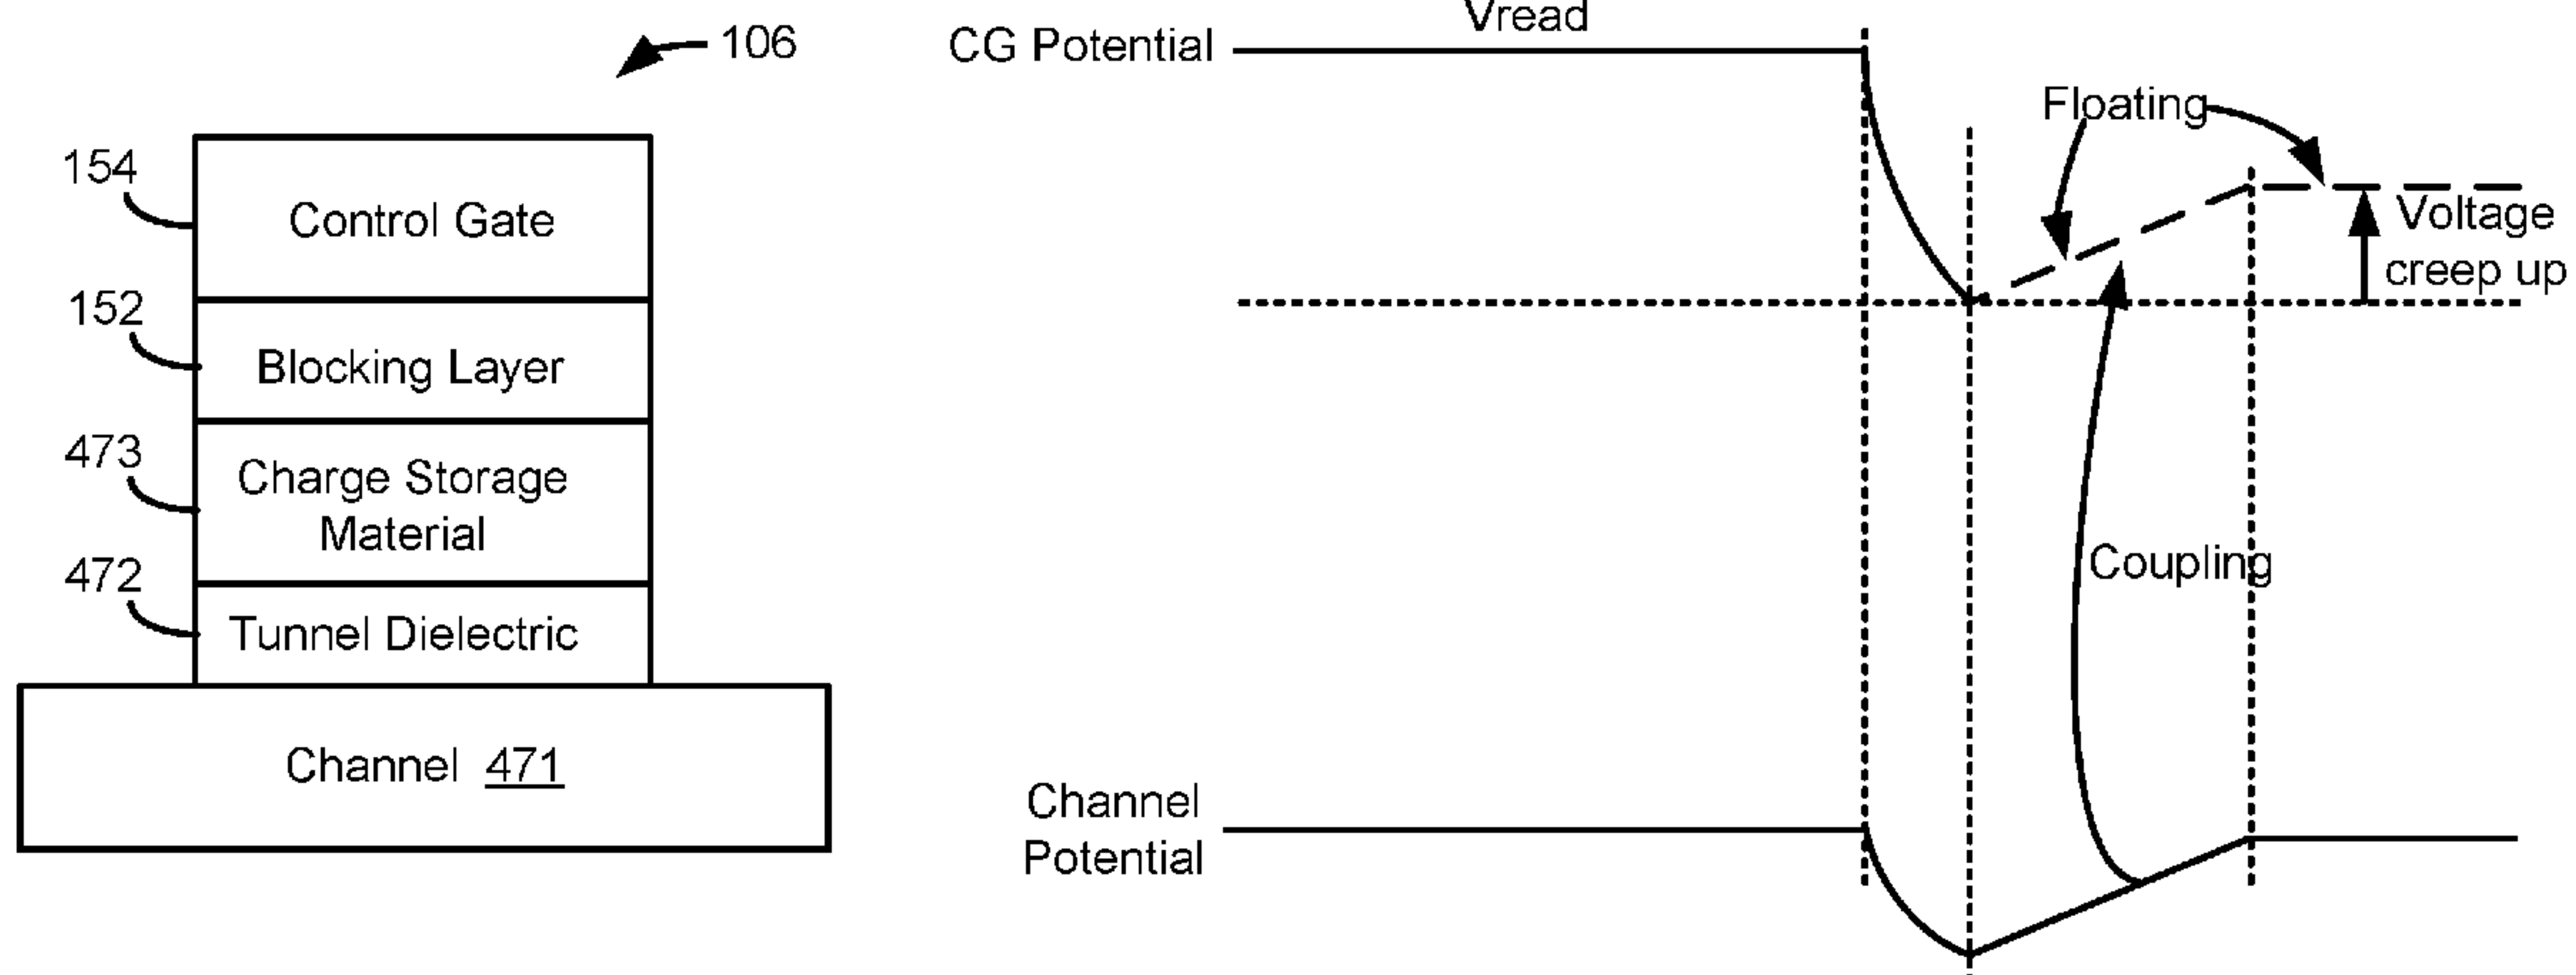 106
154
Control Gate
152
Blocking Layer
473
Charge Storage
Material
472
Tunnel Dielectric
Channel 471
Vread
CG Potential
Floating
Voltage
creep up
Coupling
Channel
Potential